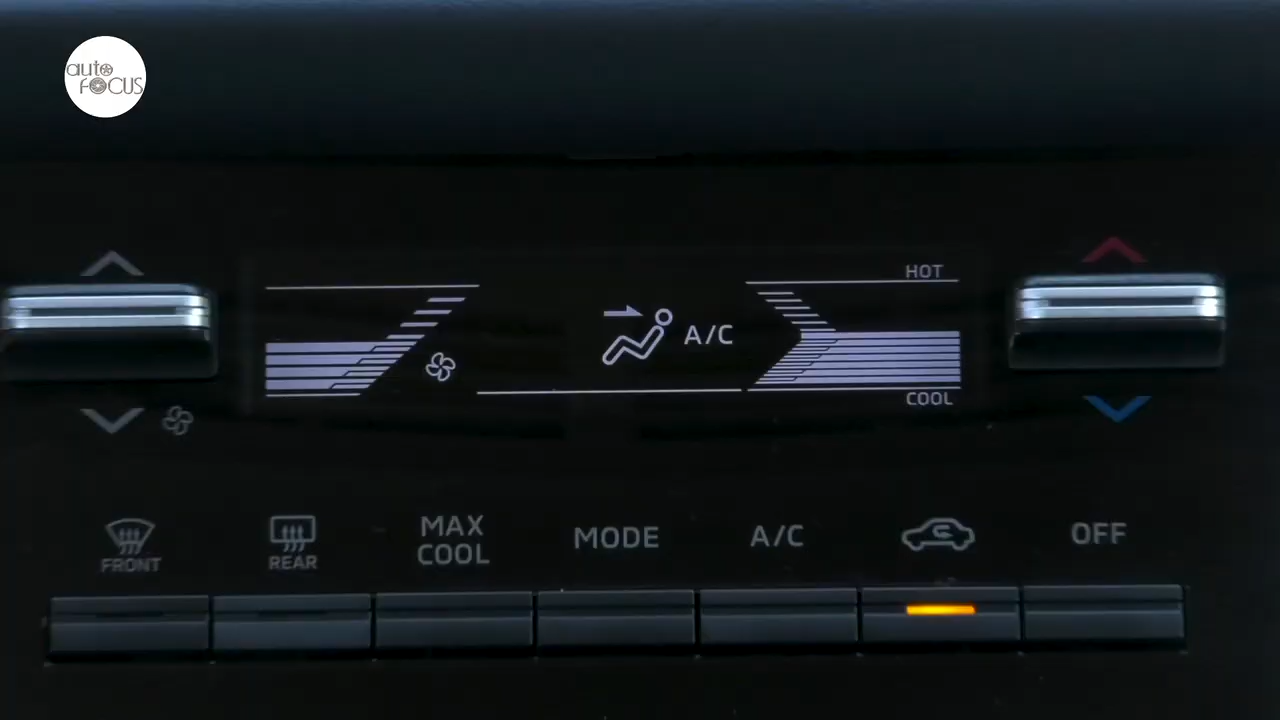 auto
FOCUS
HOT
A/C
COOL
FRONT
REAR
MAX
COOL
MODE
A/C
OFF